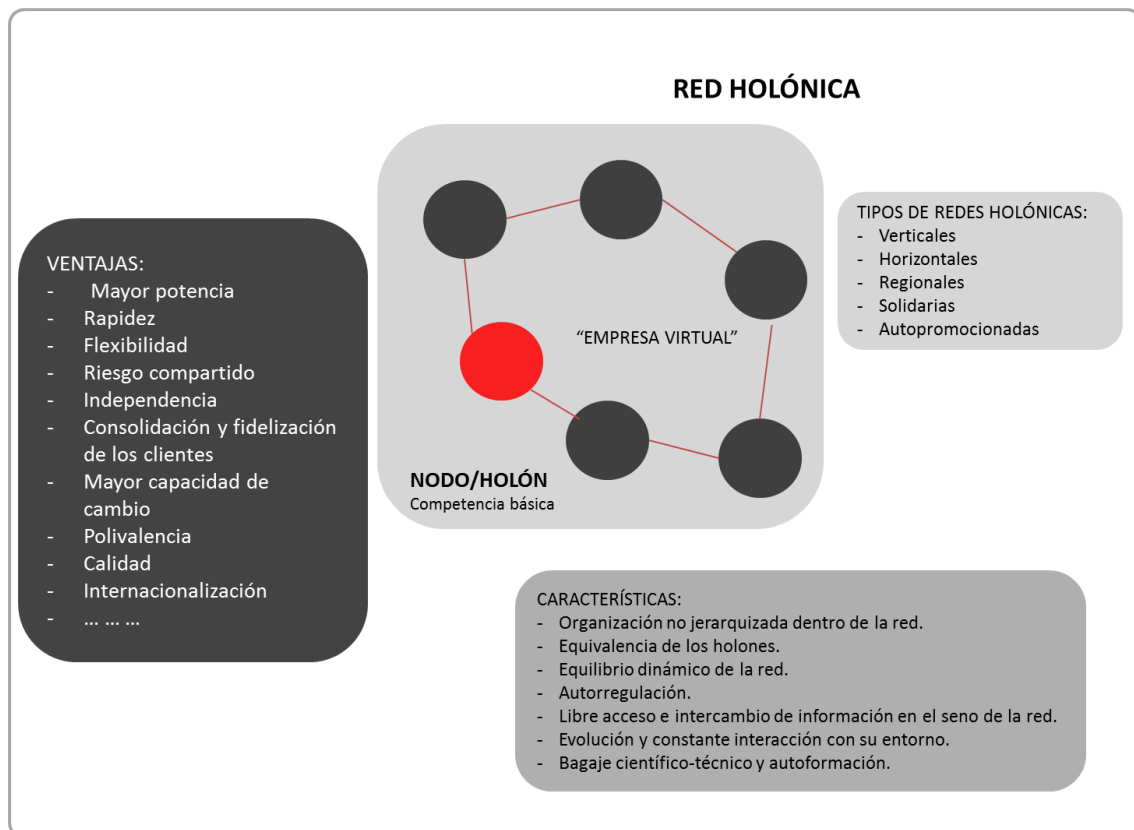 RED HOLÓNICA
VENTAJAS:
- Mayor potencia
- Rapidez
- Flexibilidad
- Riesgo compartido
- Independencia
- Consolidación y fidelización
de los clientes
- Mayor capacidad de
cambio
- Polivalencia
- Calidad
- Internacionalización
- ... ... ...
“EMPRESA VIRTUAL”
NODO/HOLÓN
Competencia básica
TIPOS DE REDES HOLÓNICAS:
- Verticales
- Horizontales
- Regionales
- Solidarias
- Autopromocionadas
CARACTERÍSTÍCAS:
- Organización no jerarquizada dentro de la red.
- Equivalencia de los holones.
- Equilibrio dinámico de la red.
- Autorregulación.
- Libre acceso e intercambio de información en el seno de la red.
- Evolución y constante interacción con su entorno.
- Bagaje científico-técnico y autoformación.